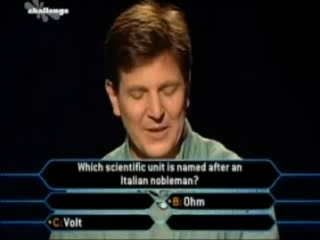 challenge
Which scientific unit is named after an
Italian nobleman?
B: Ohm
C: Volt